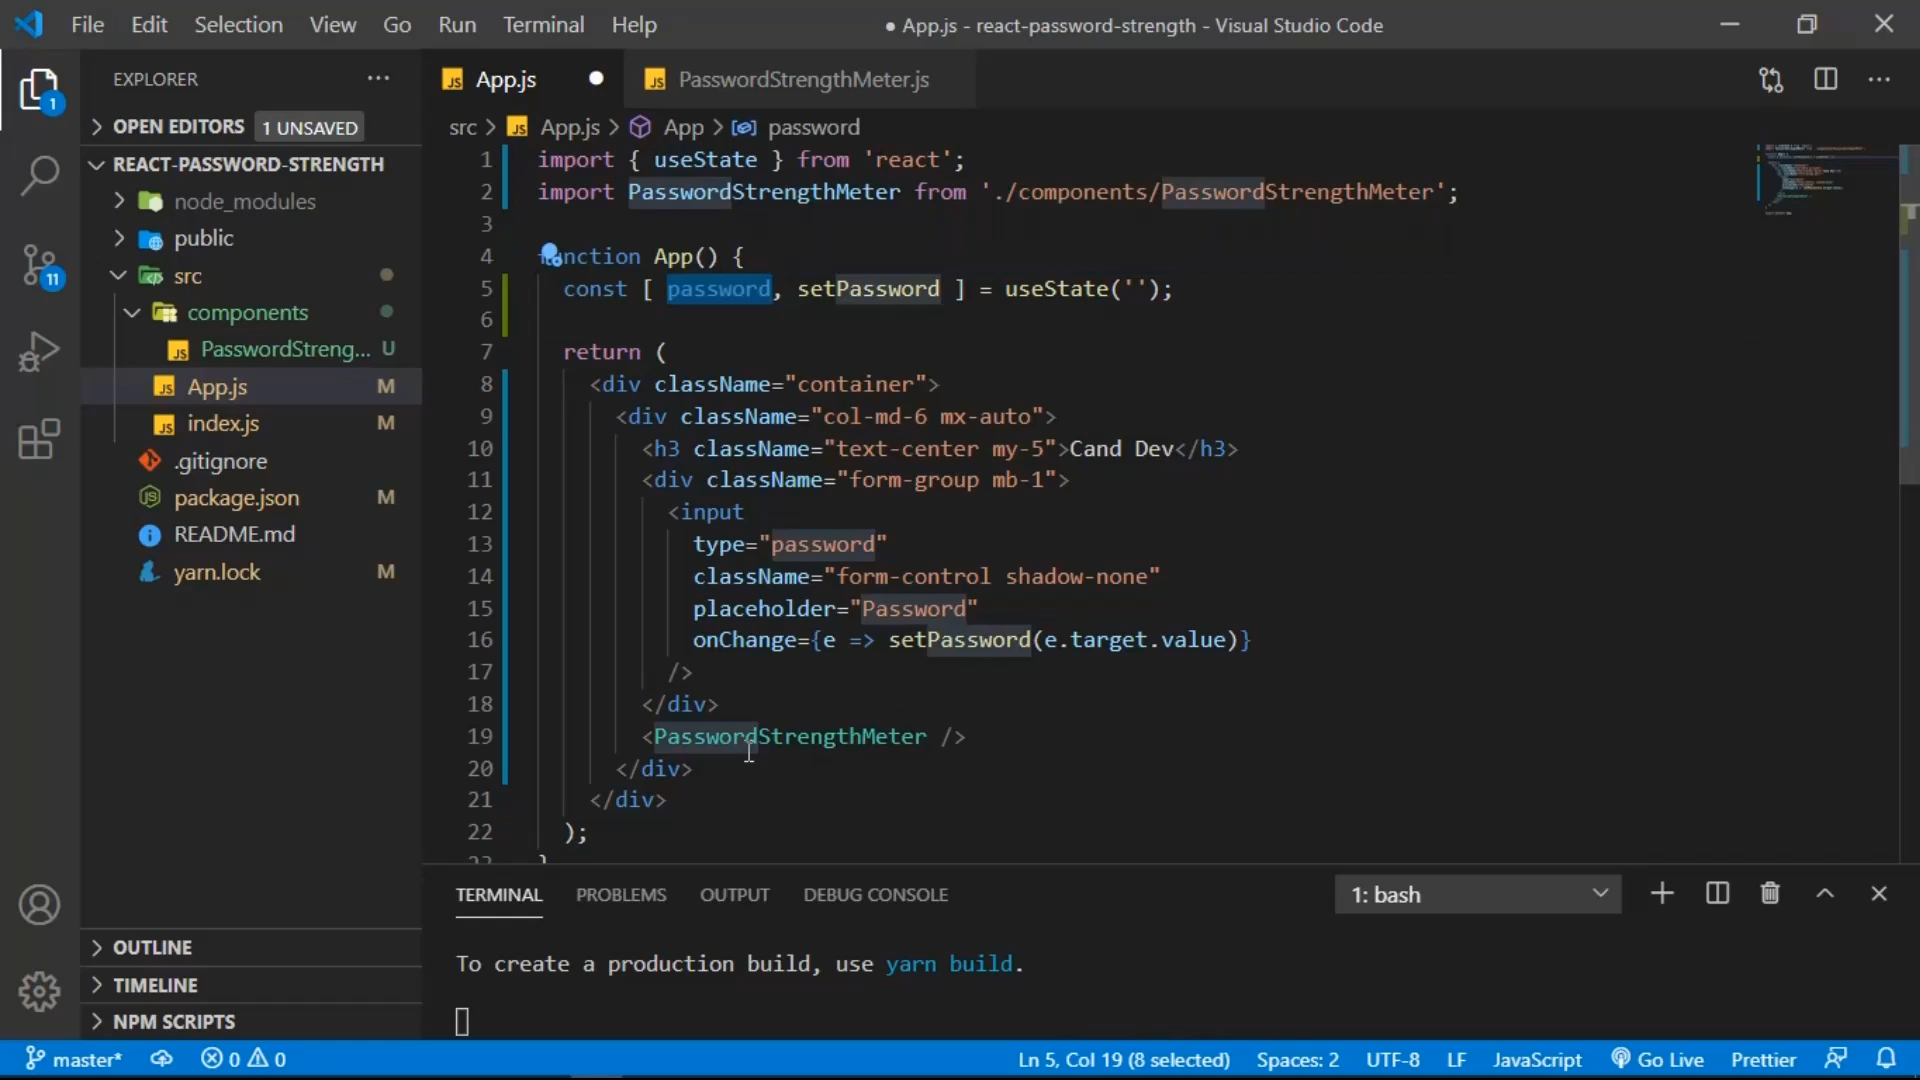 File Edit Selection View Go Run Terminal Help
● App.js - react-password-strength - Visual Studio Code
EXPLORER
OPEN EDITORS 1 UNSAVED
REACT-PASSWORD-STRENGTH
node_modules
public
src
components
PasswordStreng... U
App.js M
index.js M
.gitignore
package.json M
README.md
yarn.lock M
OUTLINE
TIMELINE
NPM SCRIPTS
1
11
App.js
PasswordStrengthMeter.js
src > App.js > App > password
1 import { useState } from 'react';
2 import PasswordStrengthMeter from './components/PasswordStrengthMeter';
3
4 nction App() {
5 const [ password, setPassword ] = useState('');
6
7 return (
8 <div className="container">
9 <div className="col-md-6 mx-auto">
10 <h3 className="text-center my-5">Cand Dev</h3>
11 <div className="form-group mb-1">
12 <input
13 type="password"
14 className="form-control shadow-none"
15 placeholder="Password"
16 onChange={e => setPassword(e.target.value)}
17 />
18 </div>
19 <PasswordStrengthMeter />
20 </div>
21 </div>
22 );
23 }
TERMINAL PROBLEMS OUTPUT DEBUG CONSOLE
1: bash
To create a production build, use yarn build.
master* 0 0
Ln 5, Col 19 (8 selected) Spaces: 2 UTF-8 LF JavaScript Go Live Prettier